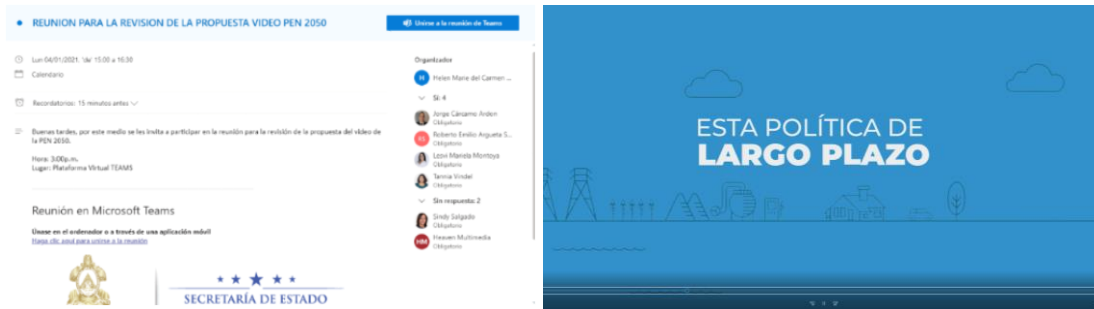 REUNION PARA LA REVISION DE LA PROPUESTA VIDEO PEN 2050
Unirse a la reunión de Teams
Lun 04/01/2021, 'de' 15:00 a 16:30
Calendario
Recordatorios: 15 minutos antes
Buenas tardes, por este medio se les invita a participar en la reunión para la revisión de la propuesta del video de
la PEN 2050.
Hora: 3:00p.m.
Lugar: Plataforma Virtual TEAMS
Reunión en Microsoft Teams
Únase en el ordenador o a través de una aplicación móvil
Haga clic aquí para unirse a la reunión
SECRETARÍA DE ESTADO
Organizador
H
Helen Marie del Carmen ...
Sí: 4
Jorge Cárcamo Arden
Obligatorio
Roberto Emilio Argueta S...
Obligatorio
Mariela Montoya
Obligatorio
Tannia Vindel
Obligatorio
Sin respuesta: 2
Sindy Salgado
Obligatorio
HM
Heaven Multimedia
Obligatorio
ESTA POLÍTICA DE
LARGO PLAZO